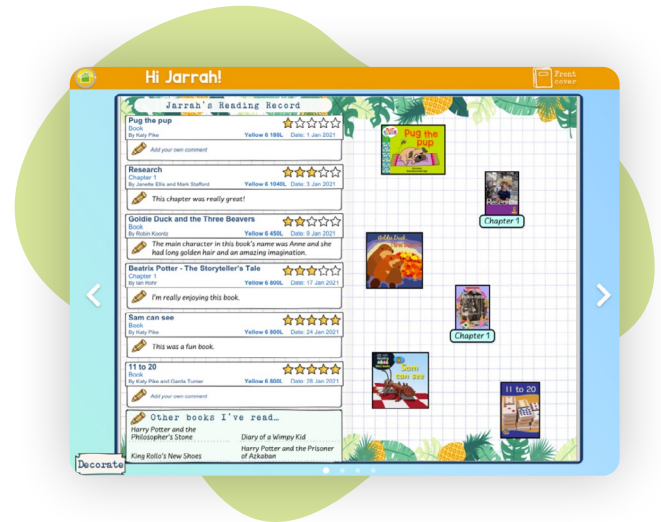 Hi Jarrah!
Front
cover
Jarrah's Reading Record
Pug the pup
Book
By Katy Pike
Yellow 6 180L Date: 1 Jan 2021
Add your own comment
Research
Chapter 1
By Janette Ellis and Mark Stafford
Yellow 6 1040L Date: 3 Jan 2021
This chapter was really great!
Goldie Duck and the Three Beavers
Book
By Robin Koontz
Yellow 6 450L Date: 9 Jan 2021
The main character in this book's name was Anne and she
had long golden hair and an amazing imagination.
Beatrix Potter - The Storyteller's Tale
Chapter 1
By Ian Rohr
Yellow 6 800L Date: 17 Jan 2021
I'm really enjoying this book.
Sam can see
Book
By Katy Pike
Yellow 6 600L Date: 24 Jan 2021
This was a fun book.
11 to 20
Book
By Katy Pike and Garda Turner
Yellow 6 800L Date: 28 Jan 2021
Add your own comment
Other books I've read...
Harry Potter and the
Philosopher's Stone
Diary of a Wimpy Kid
King Rollo's New Shoes
Harry Potter and the Prisoner
of Azkaban
Pug the
pup
Chapter 1
Chapter 1
Sam
can see
11 to 20
Decorate